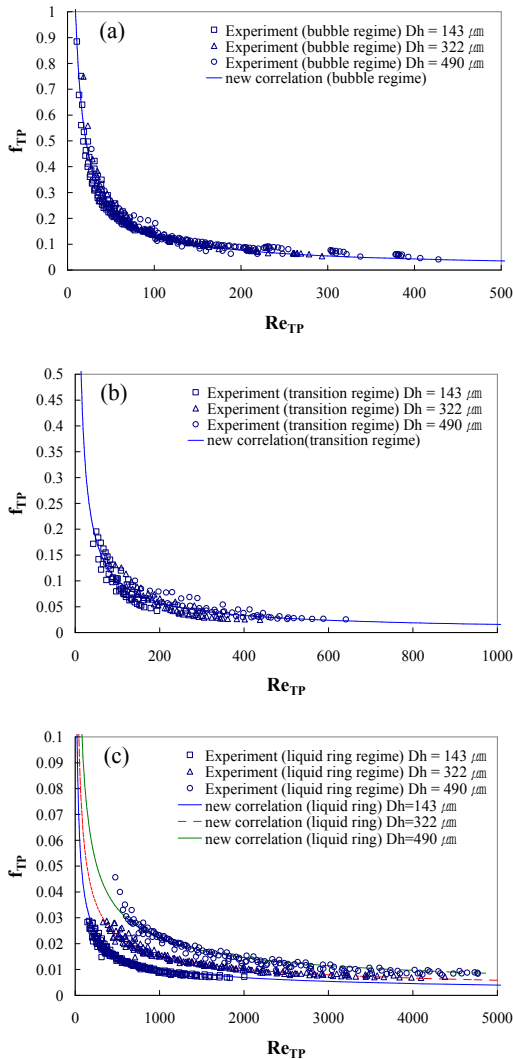 (a)
Experiment (bubble regime) Dh = 143 ㎛
Experiment (bubble regime) Dh = 322 ㎛
Experiment (bubble regime) Dh = 490 ㎛
new correlation (bubble regime)
1
0.9
0.8
0.7
0.6
0.5
0.4
0.3
0.2
0.1
0
f_TP
0 100 200 300 400 500
Re_TP
(b)
Experiment (transition regime) Dh = 143 ㎛
Experiment (transition regime) Dh = 322 ㎛
Experiment (transition regime) Dh = 490 ㎛
new correlation(transition regime)
0.5
0.45
0.4
0.35
0.3
0.25
0.2
0.15
0.1
0.05
0
f_TP
0 200 400 600 800 1000
Re_TP
(c)
Experiment (liquid ring regime) Dh = 143 ㎛
Experiment (liquid ring regime) Dh = 322 ㎛
Experiment (liquid ring regime) Dh = 490 ㎛
new correlation (liquid ring) Dh=143 ㎛
new correlation (liquid ring) Dh=322 ㎛
new correlation (liquid ring) Dh=490 ㎛
0.1
0.09
0.08
0.07
0.06
0.05
0.04
0.03
0.02
0.01
0
f_TP
0 1000 2000 3000 4000 5000
Re_TP